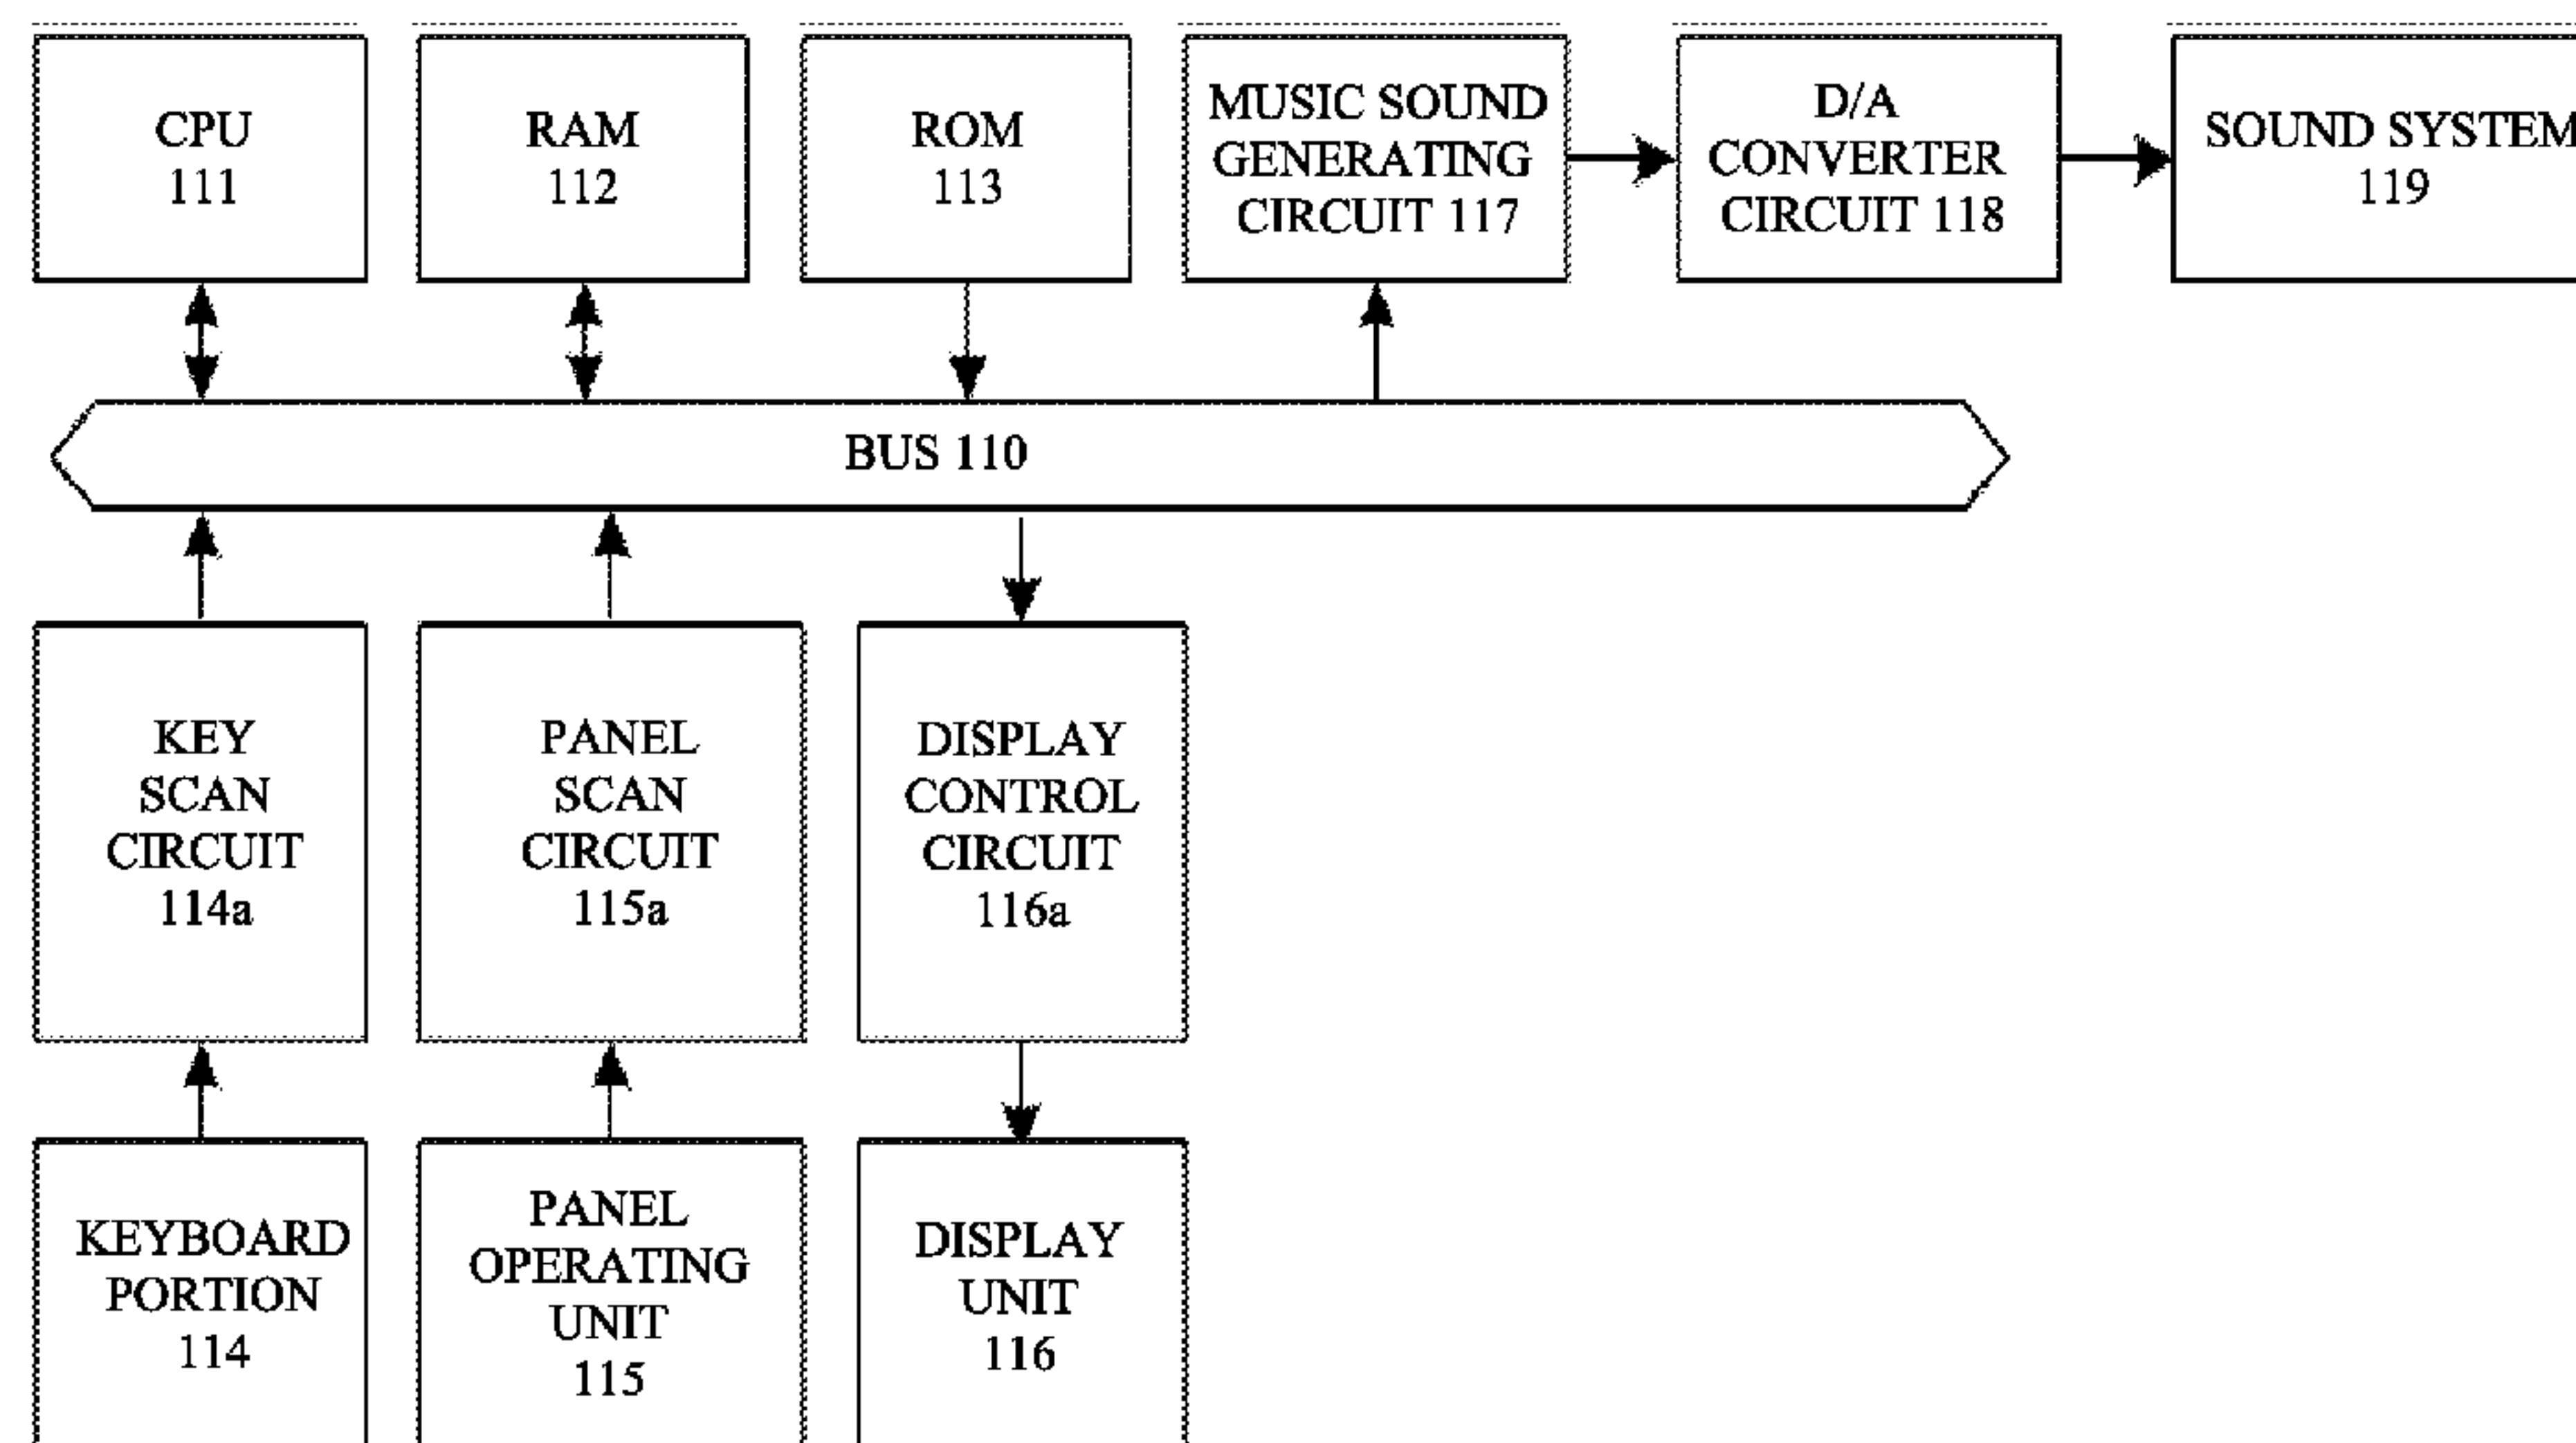 CPU
111
RAM
112
ROM
113
MUSIC SOUND
GENERATING
CIRCUIT 117
D/A
CONVERTER
CIRCUIT 118
SOUND SYSTEM
119
BUS 110
KEY
SCAN
CIRCUIT
114a
PANEL
SCAN
CIRCUIT
115a
DISPLAY
CONTROL
CIRCUIT
116a
KEYBOARD
PORTION
114
PANEL
OPERATING
UNIT
115
DISPLAY
UNIT
116